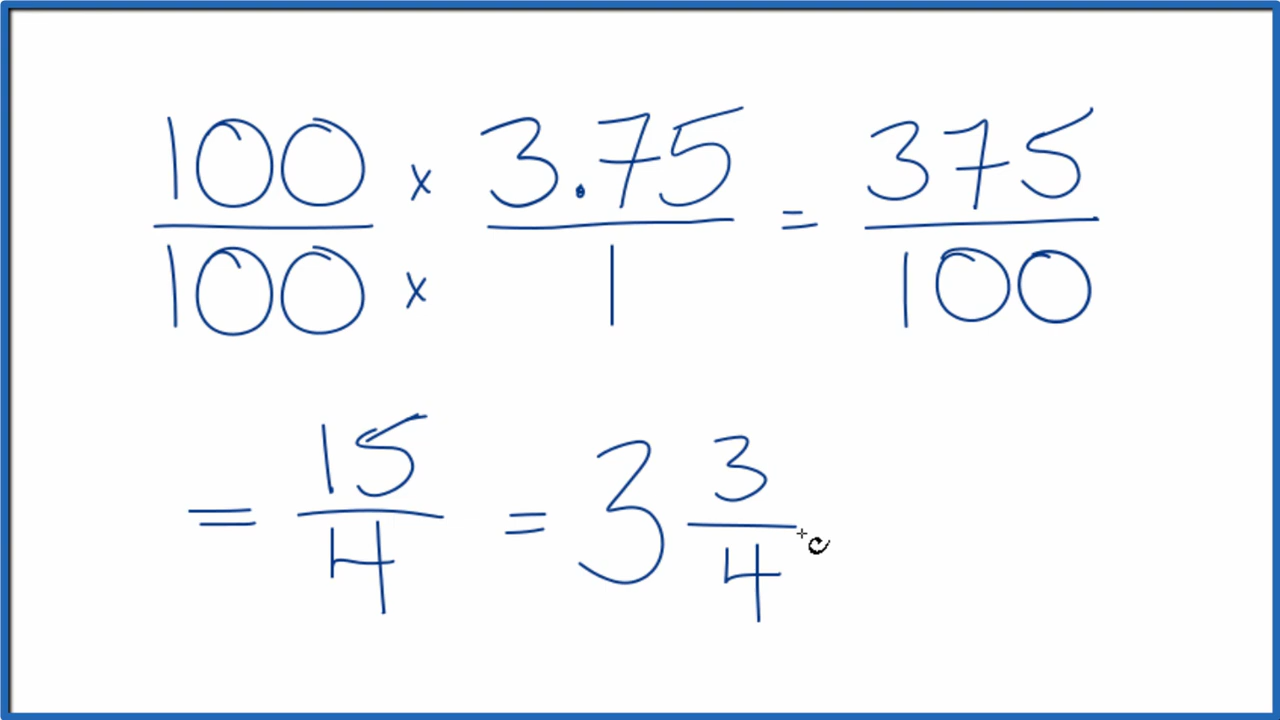 100 x 3.75 = 375
100 x 1 100
= 15 = 3 3
4 4